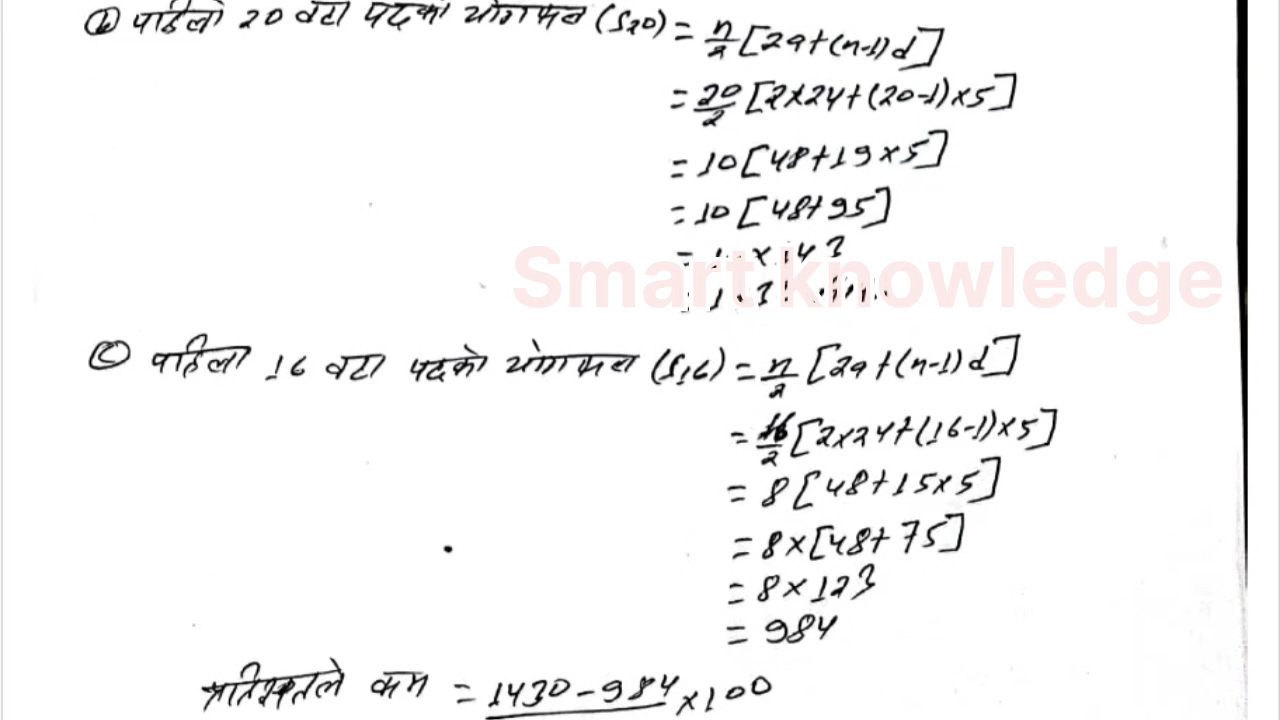 (b) पहिलो 20 वटा पदको योगफल (S20) = n/2 [2a+(n-1)d]
= 20/2 [2×24+(20-1)×5]
= 10[48+19×5]
= 10[48+95]
× 143
Smart knowledge
(c) पहिला 16 वटा पदको योगफल (S16) = n/2 [2a+(n-1)d]
= 16/2 [2×24+(16-1)×5]
= 8[48+15×5]
= 8×[48+75]
= 8×123
= 984
प्रतिशतले कम = 1430-984 ×100